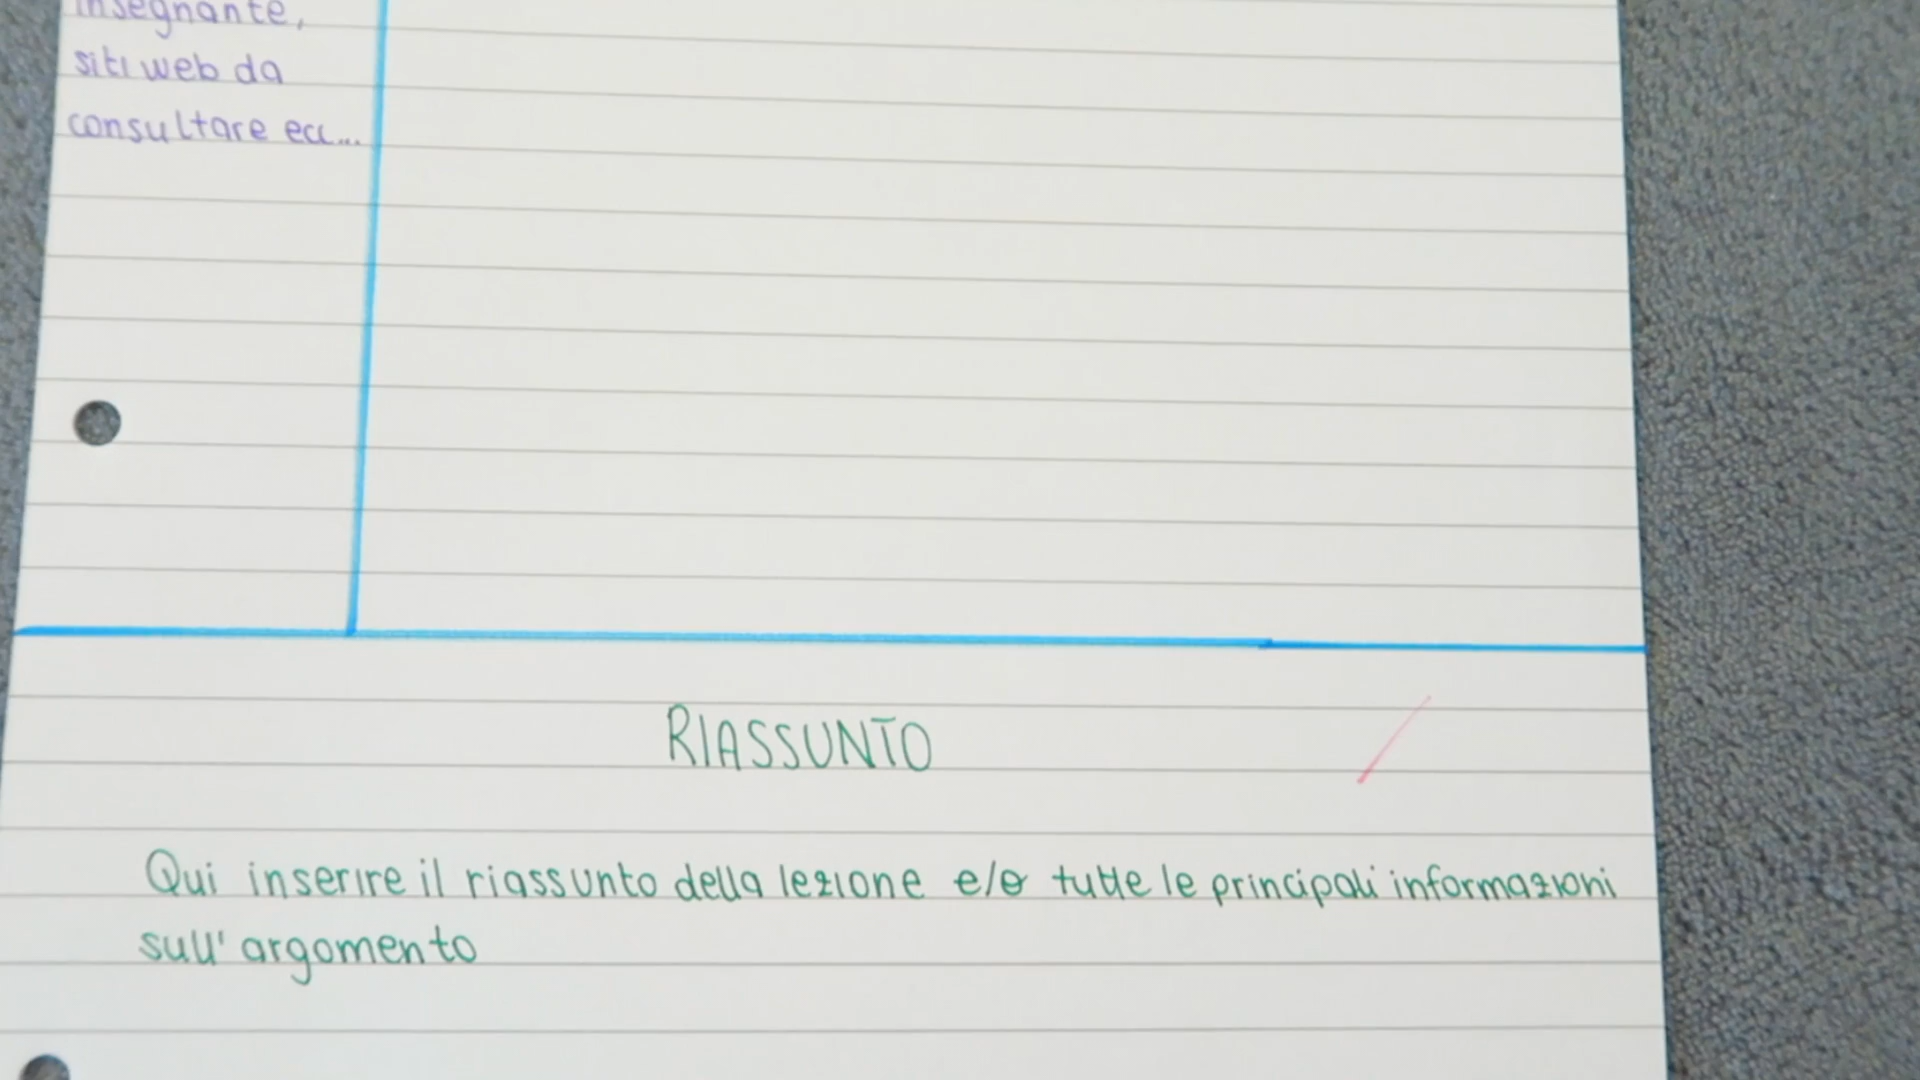 insegnante,
siti web da
consultare ecc...
RIASSUNTO
Qui inserire il riassunto della lezione e/o tutte le principali informazioni
sull'argomento